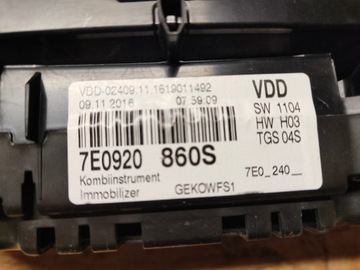 VDD-02409.11.1619011492
09.11.2016 07:59:09
VDD
SW 1104
HW H03
TGS 04S
7E0920 860S
Kombiinstrument
Immobilizer
GEKOWFS1
7E0_240__